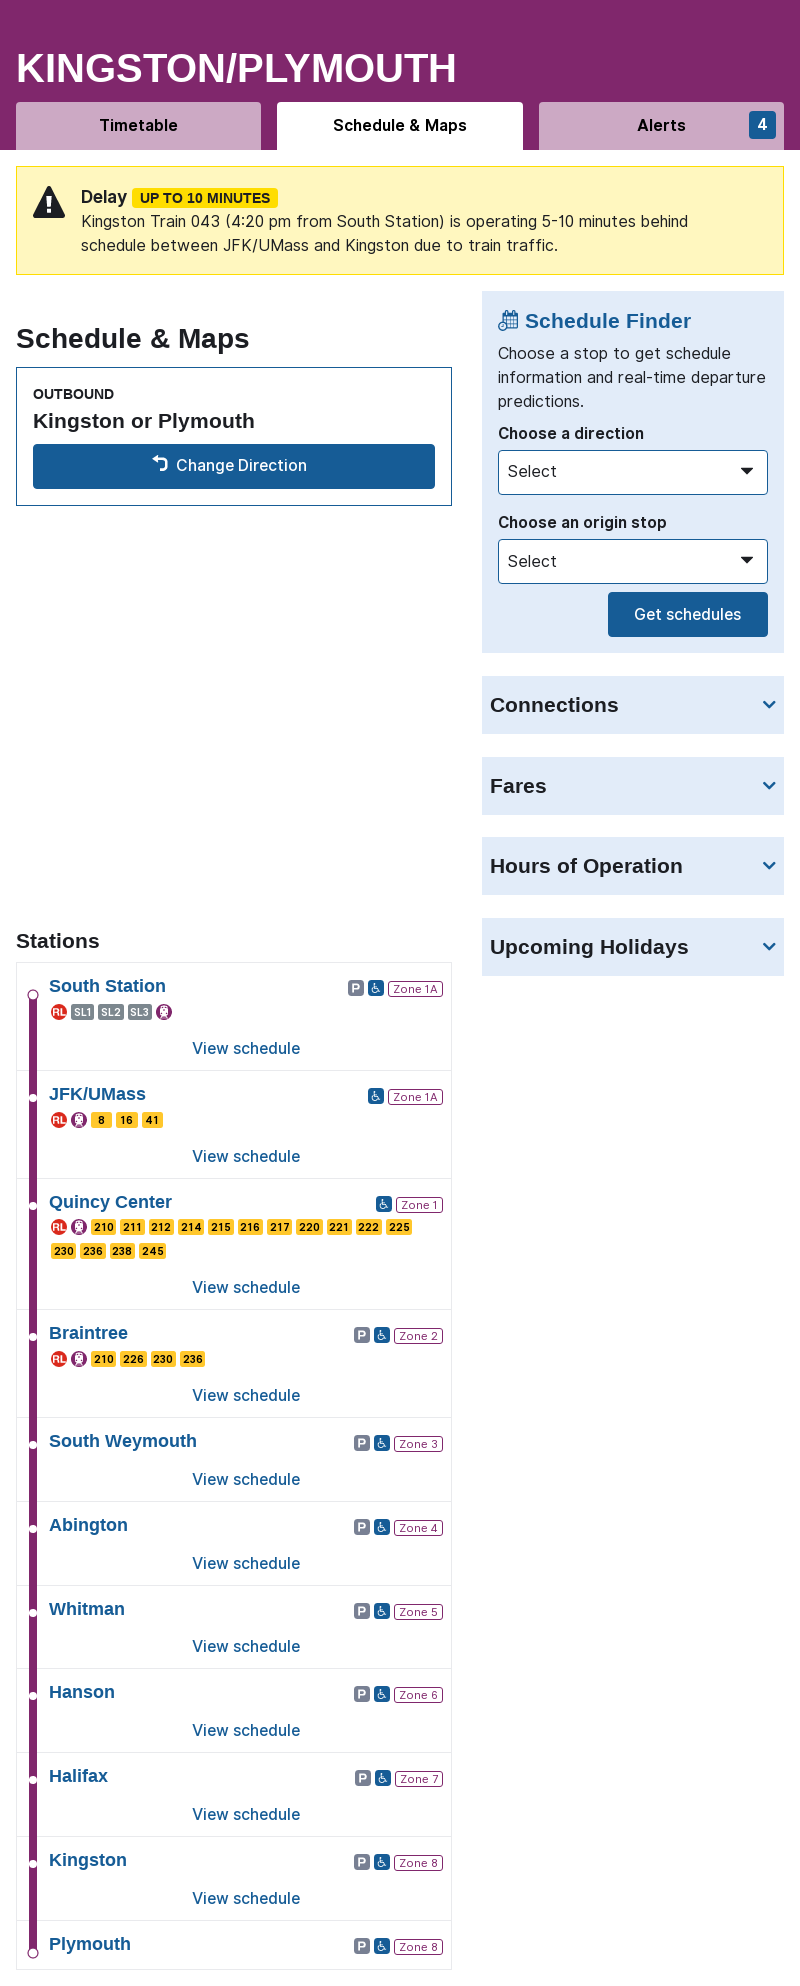 KINGSTON/PLYMOUTH
Timetable
Schedule & Maps
Alerts
4
Delay UP TO 10 MINUTES
Kingston Train 043 (4:20 pm from South Station) is operating 5-10 minutes behind
schedule between JFK/UMass and Kingston due to train traffic.
Schedule & Maps
OUTBOUND
Kingston or Plymouth
Change Direction
Schedule Finder
Choose a stop to get schedule
information and real-time departure
predictions.
Choose a direction
Select
Choose an origin stop
Select
Get schedules
Connections
Fares
Hours of Operation
Upcoming Holidays
Stations
South Station P Zone 1A
RL SL1 SL2 SL3
View schedule
JFK/UMass Zone 1A
RL 8 16 41
View schedule
Quincy Center Zone 1
RL 210 211 212 214 215 216 217 220 221 222 225
230 236 238 245
View schedule
Braintree P Zone 2
RL 210 226 230 236
View schedule
South Weymouth P Zone 3
View schedule
Abington P Zone 4
View schedule
Whitman P Zone 5
View schedule
Hanson P Zone 6
View schedule
Halifax P Zone 7
View schedule
Kingston P Zone 8
View schedule
Plymouth P Zone 8